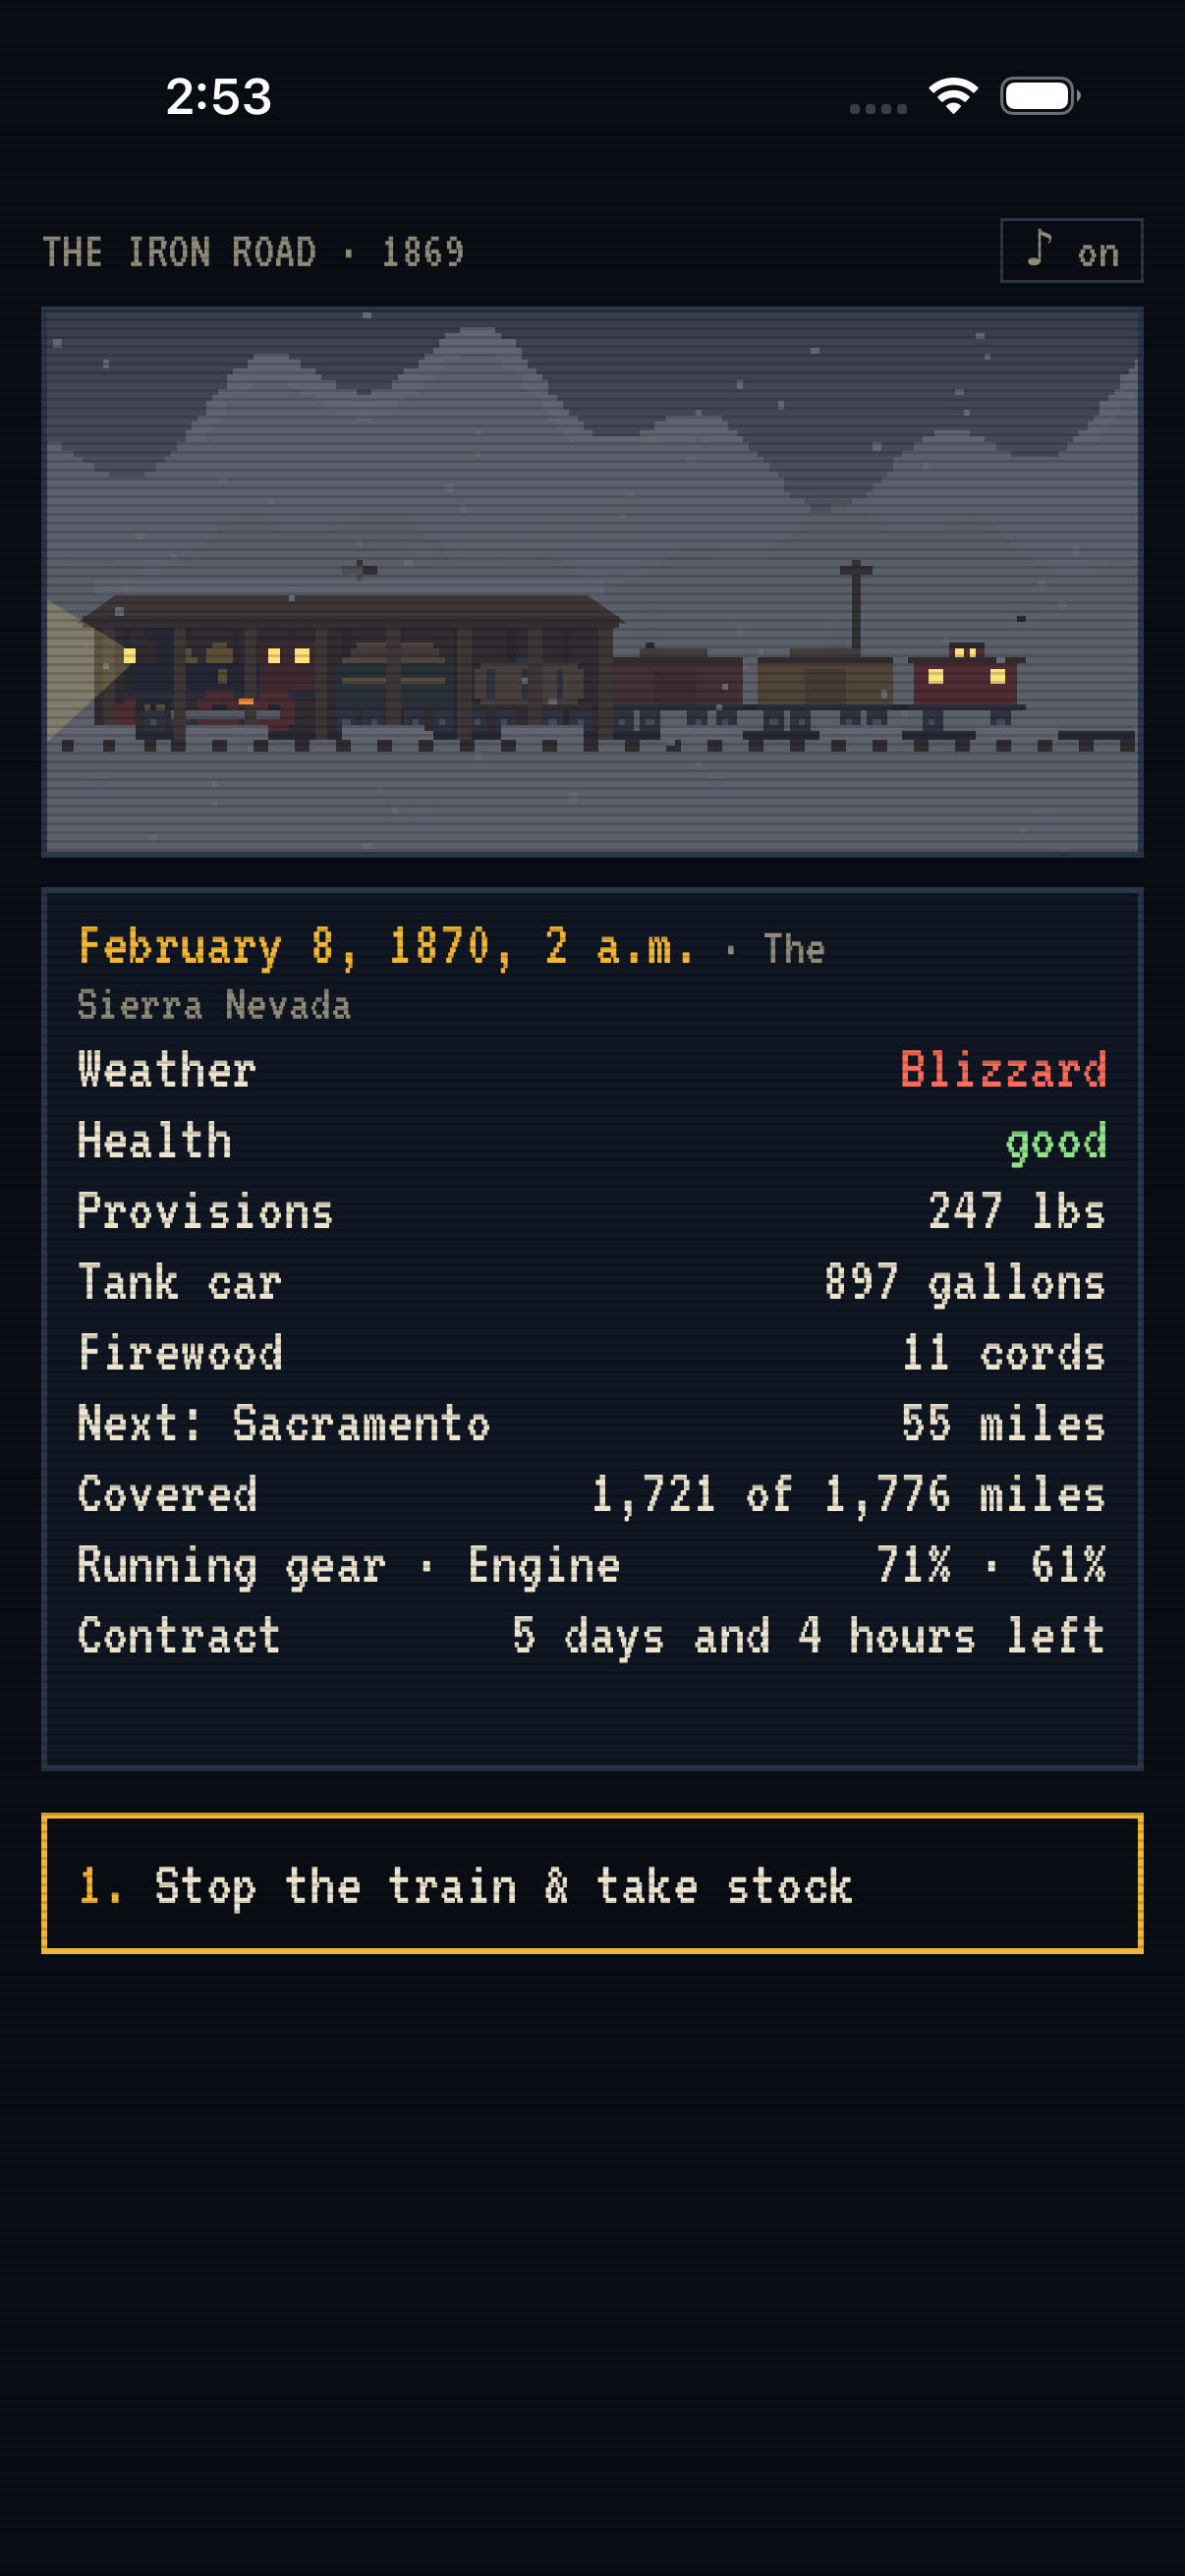 2:53
THE IRON ROAD · 1869
♪ on
February 8, 1870, 2 a.m. · The
Sierra Nevada
Weather Blizzard
Health good
Provisions 247 lbs
Tank car 897 gallons
Firewood 11 cords
Next: Sacramento 55 miles
Covered 1,721 of 1,776 miles
Running gear · Engine 71% · 61%
Contract 5 days and 4 hours left
1. Stop the train & take stock